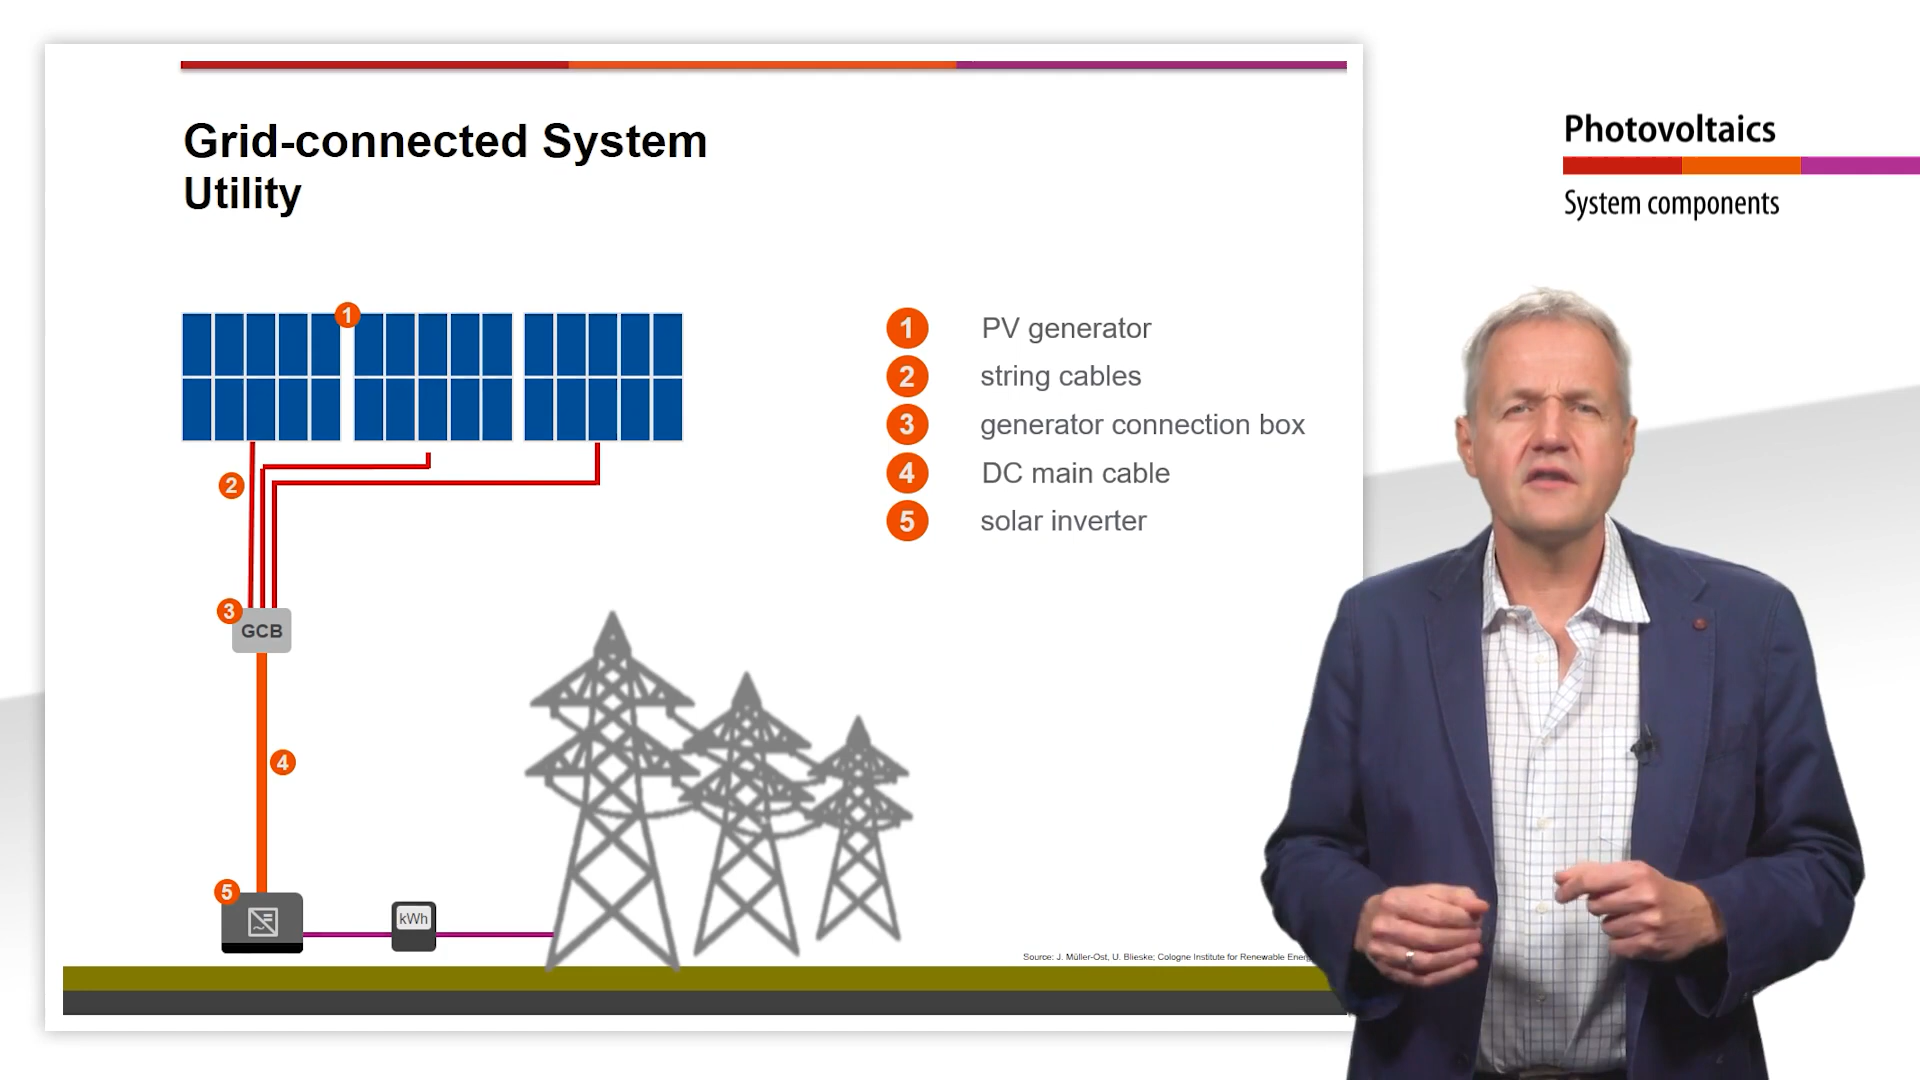 Grid-connected System
Utility
1
1 PV generator
2 string cables
3 generator connection box
4 DC main cable
5 solar inverter
2
3
GCB
4
5
kWh
Source: J. Müller-Ost, U. Blieske; Cologne Institute for Renewable
Photovoltaics
System components